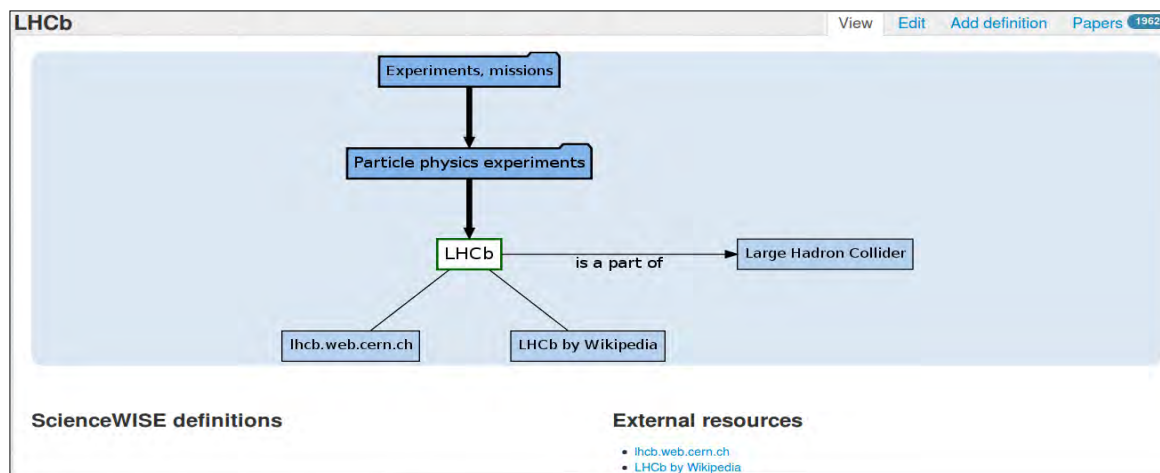 LHCb
View Edit Add definition Papers 1962
Experiments, missions
Particle physics experiments
LHCb
is a part of
Large Hadron Collider
lhcb.web.cern.ch
LHCb by Wikipedia
ScienceWISE definitions
External resources
lhcb.web.cern.ch
LHCb by Wikipedia